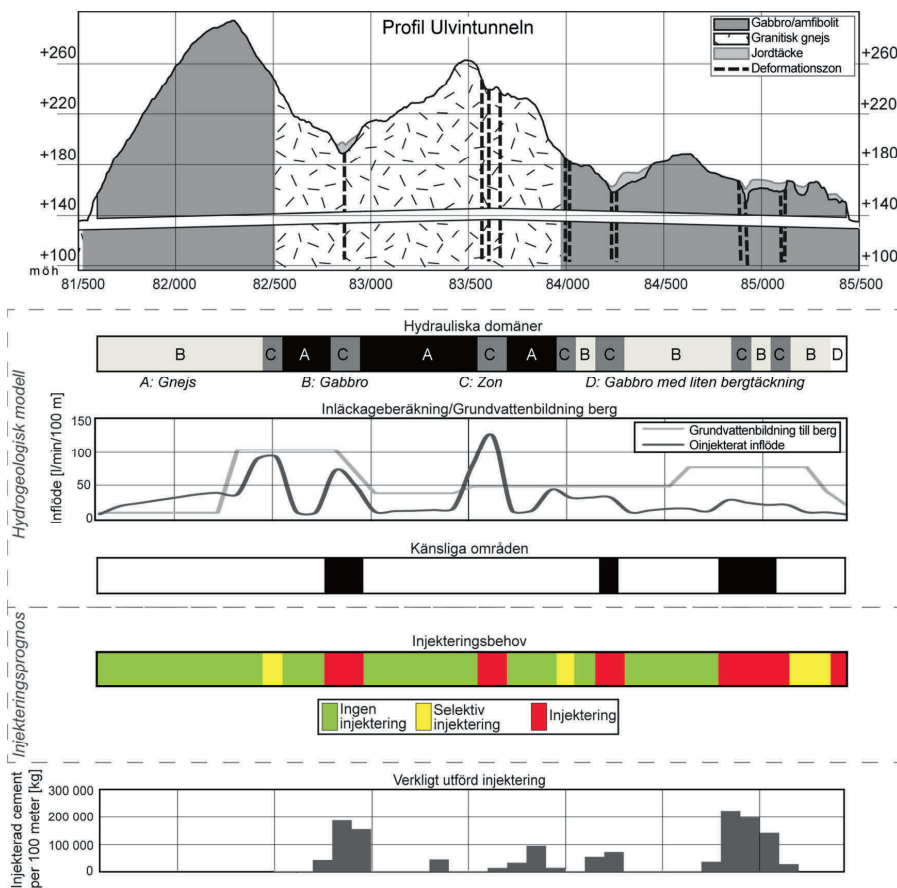 Profil Ulvintunneln
Gabbro/amfibolit
Granitisk gnejs
Jordtäcke
Deformationszon
+260
+220
+180
+140
+100
möh
+260
+220
+180
+140
+100
81/500
82/000
82/500
83/000
83/500
84/000
84/500
85/000
85/500
Hydrogeologisk modell
Hydrauliska domäner
B C A C A C A C B C B C B C B D
A: Gnejs B: Gabbro C: Zon D: Gabbro med liten bergtäckning
Inläckageberäkning/Grundvattenbildning berg
Inflöde [l/min/100 m]
150
100
50
0
Grundvattenbildning till berg
Oinjekterat inflöde
Känsliga områden
Injekteringsprognos
Injekteringsbehov
Ingen injektering
Selektiv injektering
Injektering
Verkligt utförd injektering
Injekterad cement
per 100 meter [kg]
300 000
200 000
100 000
0